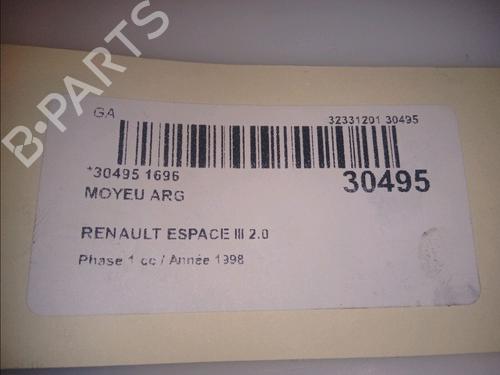 B-PARTS
GA
32331201 30495
*30495 1696
30495
MOYEU ARG
RENAULT ESPACE III 2.0
Phase 1 cc / Année 1998